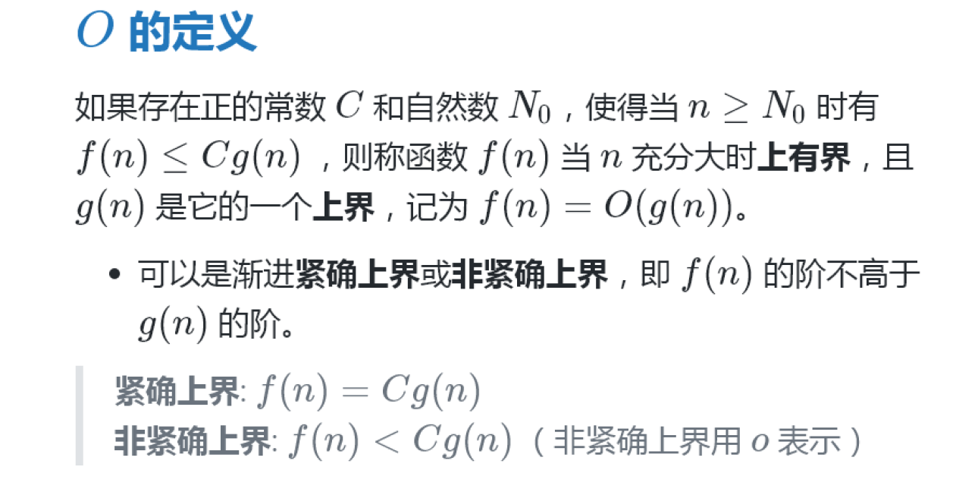 O 的定义
如果存在正的常数 C 和自然数 N₀ ，使得当 n ≥ N₀ 时有
f(n) ≤ Cg(n) ，则称函数 f(n) 当 n 充分大时上有界，且
g(n) 是它的一个上界，记为 f(n) = O(g(n))。
• 可以是渐进紧确上界或非紧确上界，即 f(n) 的阶不高于
g(n) 的阶。
紧确上界: f(n) = Cg(n)
非紧确上界: f(n) < Cg(n) （非紧确上界用 o 表示）